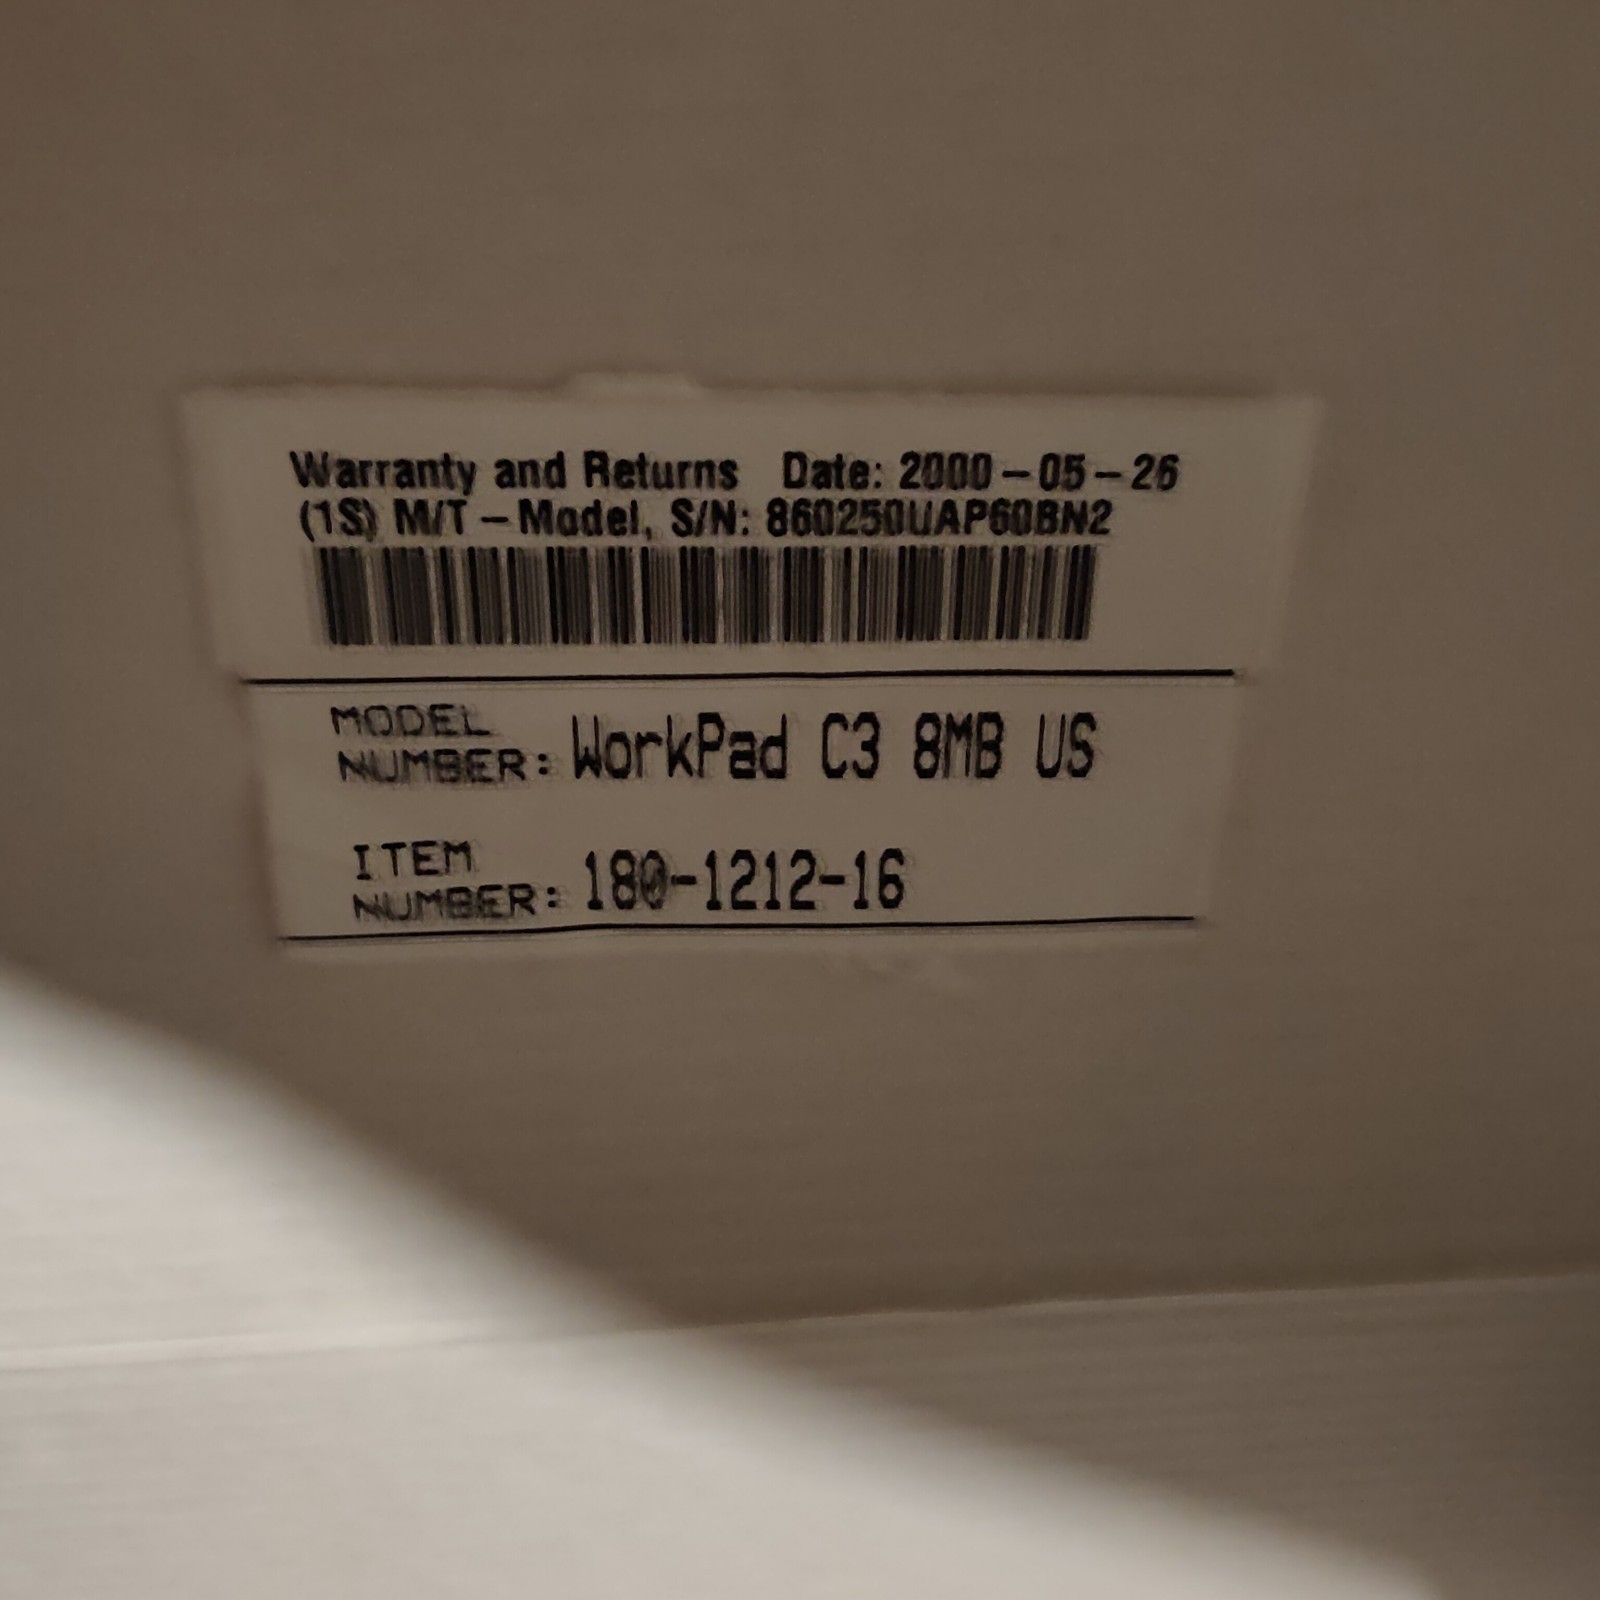 Warranty and Returns Date: 2000-05-26
(1S) M/T - Model, S/N: 860250UAP60BN2
MODEL
NUMBER: WorkPad C3 8MB US
ITEM
NUMBER: 180-1212-16